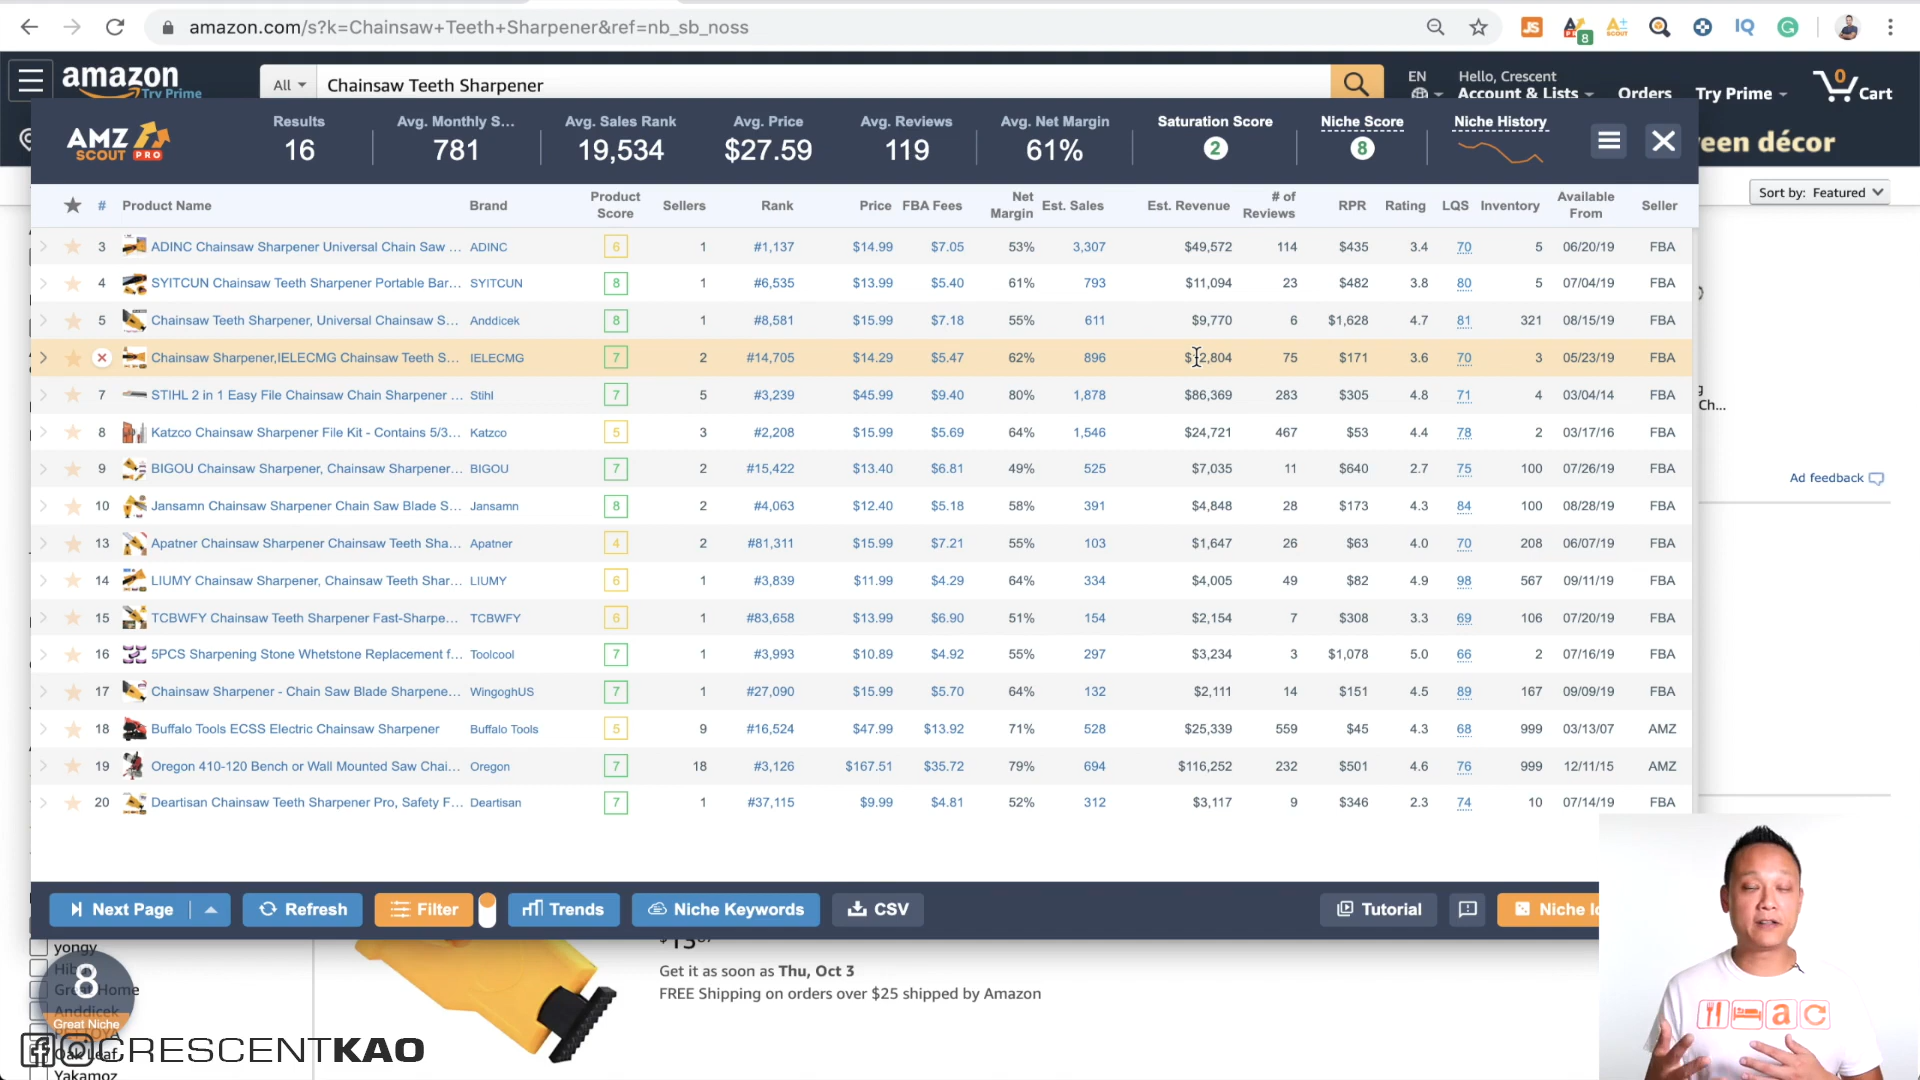 amazon.com/s?k=Chainsaw+Teeth+Sharpener&ref=nb_sb_noss
JS
8
IQ
amazon
Try Prime
All
Chainsaw Teeth Sharpener
EN
Hello, Crescent
Account & Lists
Orders
Try Prime
0
Cart
AMZ
SCOUT PRO
Results
16
Avg. Monthly S...
781
Avg. Sales Rank
19,534
Avg. Price
$27.59
Avg. Reviews
119
Avg. Net Margin
61%
Saturation Score
2
Niche Score
8
Niche History
een décor
Sort by: Featured
# Product Name Brand Product Score Sellers Rank Price FBA Fees Net Margin Est. Sales Est. Revenue # of Reviews RPR Rating LQS Inventory Available From Seller
3 ADINC Chainsaw Sharpener Universal Chain Saw ... ADINC 6 1 #1,137 $14.99 $7.05 53% 3,307 $49,572 114 $435 3.4 70 5 06/20/19 FBA
4 SYITCUN Chainsaw Teeth Sharpener Portable Bar... SYITCUN 8 1 #6,535 $13.99 $5.40 61% 793 $11,094 23 $482 3.8 80 5 07/04/19 FBA
5 Chainsaw Teeth Sharpener, Universal Chainsaw S... Anddicek 8 1 #8,581 $15.99 $7.18 55% 611 $9,770 6 $1,628 4.7 81 321 08/15/19 FBA
Chainsaw Sharpener,IELECMG Chainsaw Teeth S... IELECMG 7 2 #14,705 $14.29 $5.47 62% 896 $12,804 75 $171 3.6 70 3 05/23/19 FBA
7 STIHL 2 in 1 Easy File Chainsaw Chain Sharpener ... Stihl 7 5 #3,239 $45.99 $9.40 80% 1,878 $86,369 283 $305 4.8 71 4 03/04/14 FBA
8 Katzco Chainsaw Sharpener File Kit - Contains 5/3... Katzco 5 3 #2,208 $15.99 $5.69 64% 1,546 $24,721 467 $53 4.4 78 2 03/17/16 FBA
9 BIGOU Chainsaw Sharpener, Chainsaw Sharpener... BIGOU 7 2 #15,422 $13.40 $6.81 49% 525 $7,035 11 $640 2.7 75 100 07/26/19 FBA
10 Jansamn Chainsaw Sharpener Chain Saw Blade S... Jansamn 8 2 #4,063 $12.40 $5.18 58% 391 $4,848 28 $173 4.3 84 100 08/28/19 FBA
13 Apatner Chainsaw Sharpener Chainsaw Teeth Sha... Apatner 4 2 #81,311 $15.99 $7.21 55% 103 $1,647 26 $63 4.0 70 208 06/07/19 FBA
14 LIUMY Chainsaw Sharpener, Chainsaw Teeth Shar... LIUMY 6 1 #3,839 $11.99 $4.29 64% 334 $4,005 49 $82 4.9 98 567 09/11/19 FBA
15 TCBWFY Chainsaw Teeth Sharpener Fast-Sharpe... TCBWFY 6 1 #83,658 $13.99 $6.90 51% 154 $2,154 7 $308 3.3 69 106 07/20/19 FBA
16 5PCS Sharpening Stone Whetstone Replacement f... Toolcool 7 1 #3,993 $10.89 $4.92 55% 297 $3,234 3 $1,078 5.0 66 2 07/16/19 FBA
17 Chainsaw Sharpener - Chain Saw Blade Sharpene... WingoghUS 7 1 #27,090 $15.99 $5.70 64% 132 $2,111 14 $151 4.5 89 167 09/09/19 FBA
18 Buffalo Tools ECSS Electric Chainsaw Sharpener Buffalo Tools 5 9 #16,524 $47.99 $13.92 71% 528 $25,339 559 $45 4.3 68 999 03/13/07 AMZ
19 Oregon 410-120 Bench or Wall Mounted Saw Chai... Oregon 7 18 #3,126 $167.51 $35.72 79% 694 $116,252 232 $501 4.6 76 999 12/11/15 AMZ
20 Deartisan Chainsaw Teeth Sharpener Pro, Safety F... Deartisan 7 1 #37,115 $9.99 $4.81 52% 312 $3,117 9 $346 2.3 74 10 07/14/19 FBA
Ch...
Ad feedback
Next Page
Refresh
Filter
Trends
Niche Keywords
CSV
Tutorial
Niche
Get it as soon as Thu, Oct 3
FREE Shipping on orders over $25 shipped by Amazon
yongy
Great Home
Anddicek
Oak Leaf
Yakamoz
8
Great Niche
@CRESCENTKAO
a